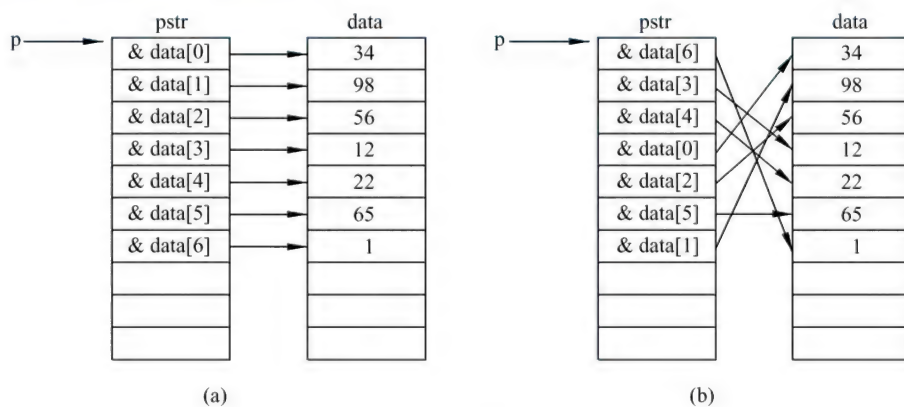 pstr data
p
& data[0] 34
& data[1] 98
& data[2] 56
& data[3] 12
& data[4] 22
& data[5] 65
& data[6] 1
(a)
pstr data
p
& data[6] 34
& data[3] 98
& data[4] 56
& data[0] 12
& data[2] 22
& data[5] 65
& data[1] 1
(b)